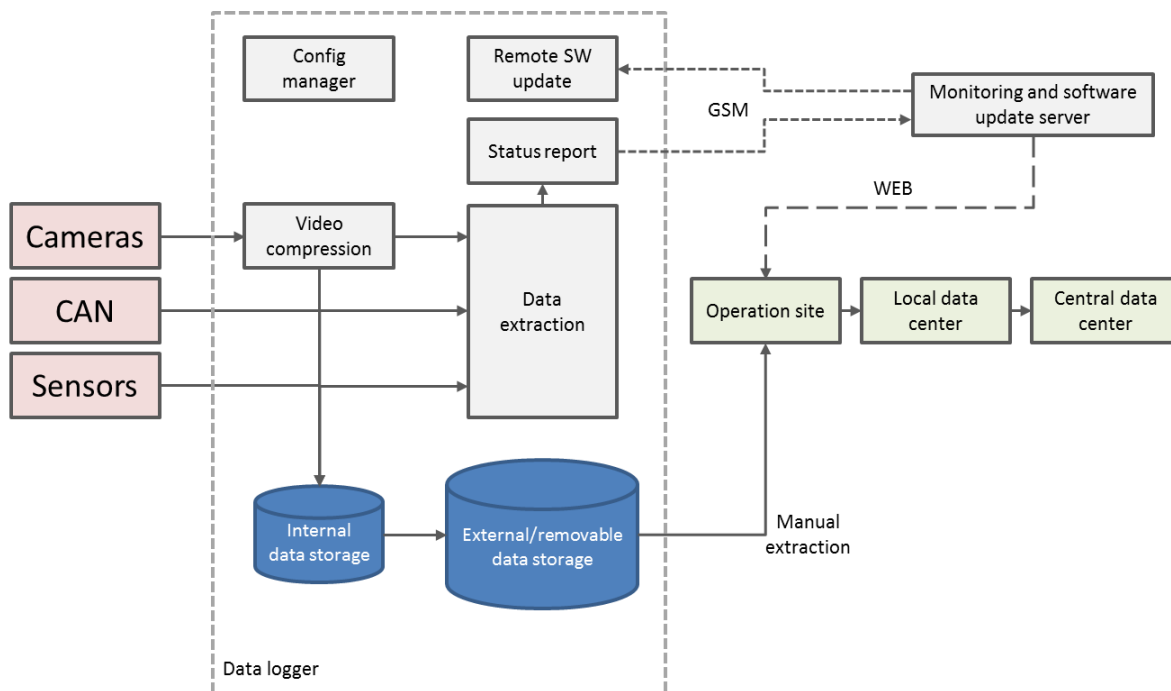 Config
manager
Remote SW
update
Monitoring and software
update server
GSM
Status report
WEB
Cameras
Video
compression
CAN
Data
extraction
Operation site
Local data
center
Central data
center
Sensors
Internal
data storage
External/removable
data storage
Manual
extraction
Data logger